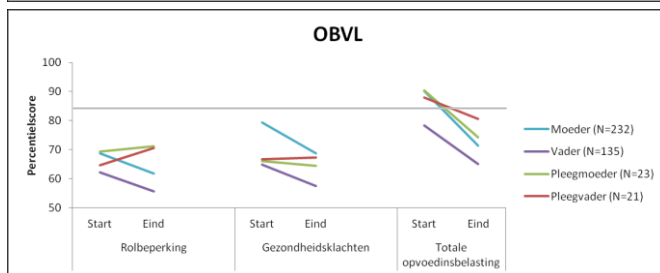 OBVL
Percentielscore
100
90
80
70
60
50
Start Eind Start Eind Start Eind
Rolbeperking Gezondheidsklachten Totale
opvoedinsbelasting
Moeder (N=232)
Vader (N=135)
Pleegmoeder (N=23)
Pleegvader (N=21)